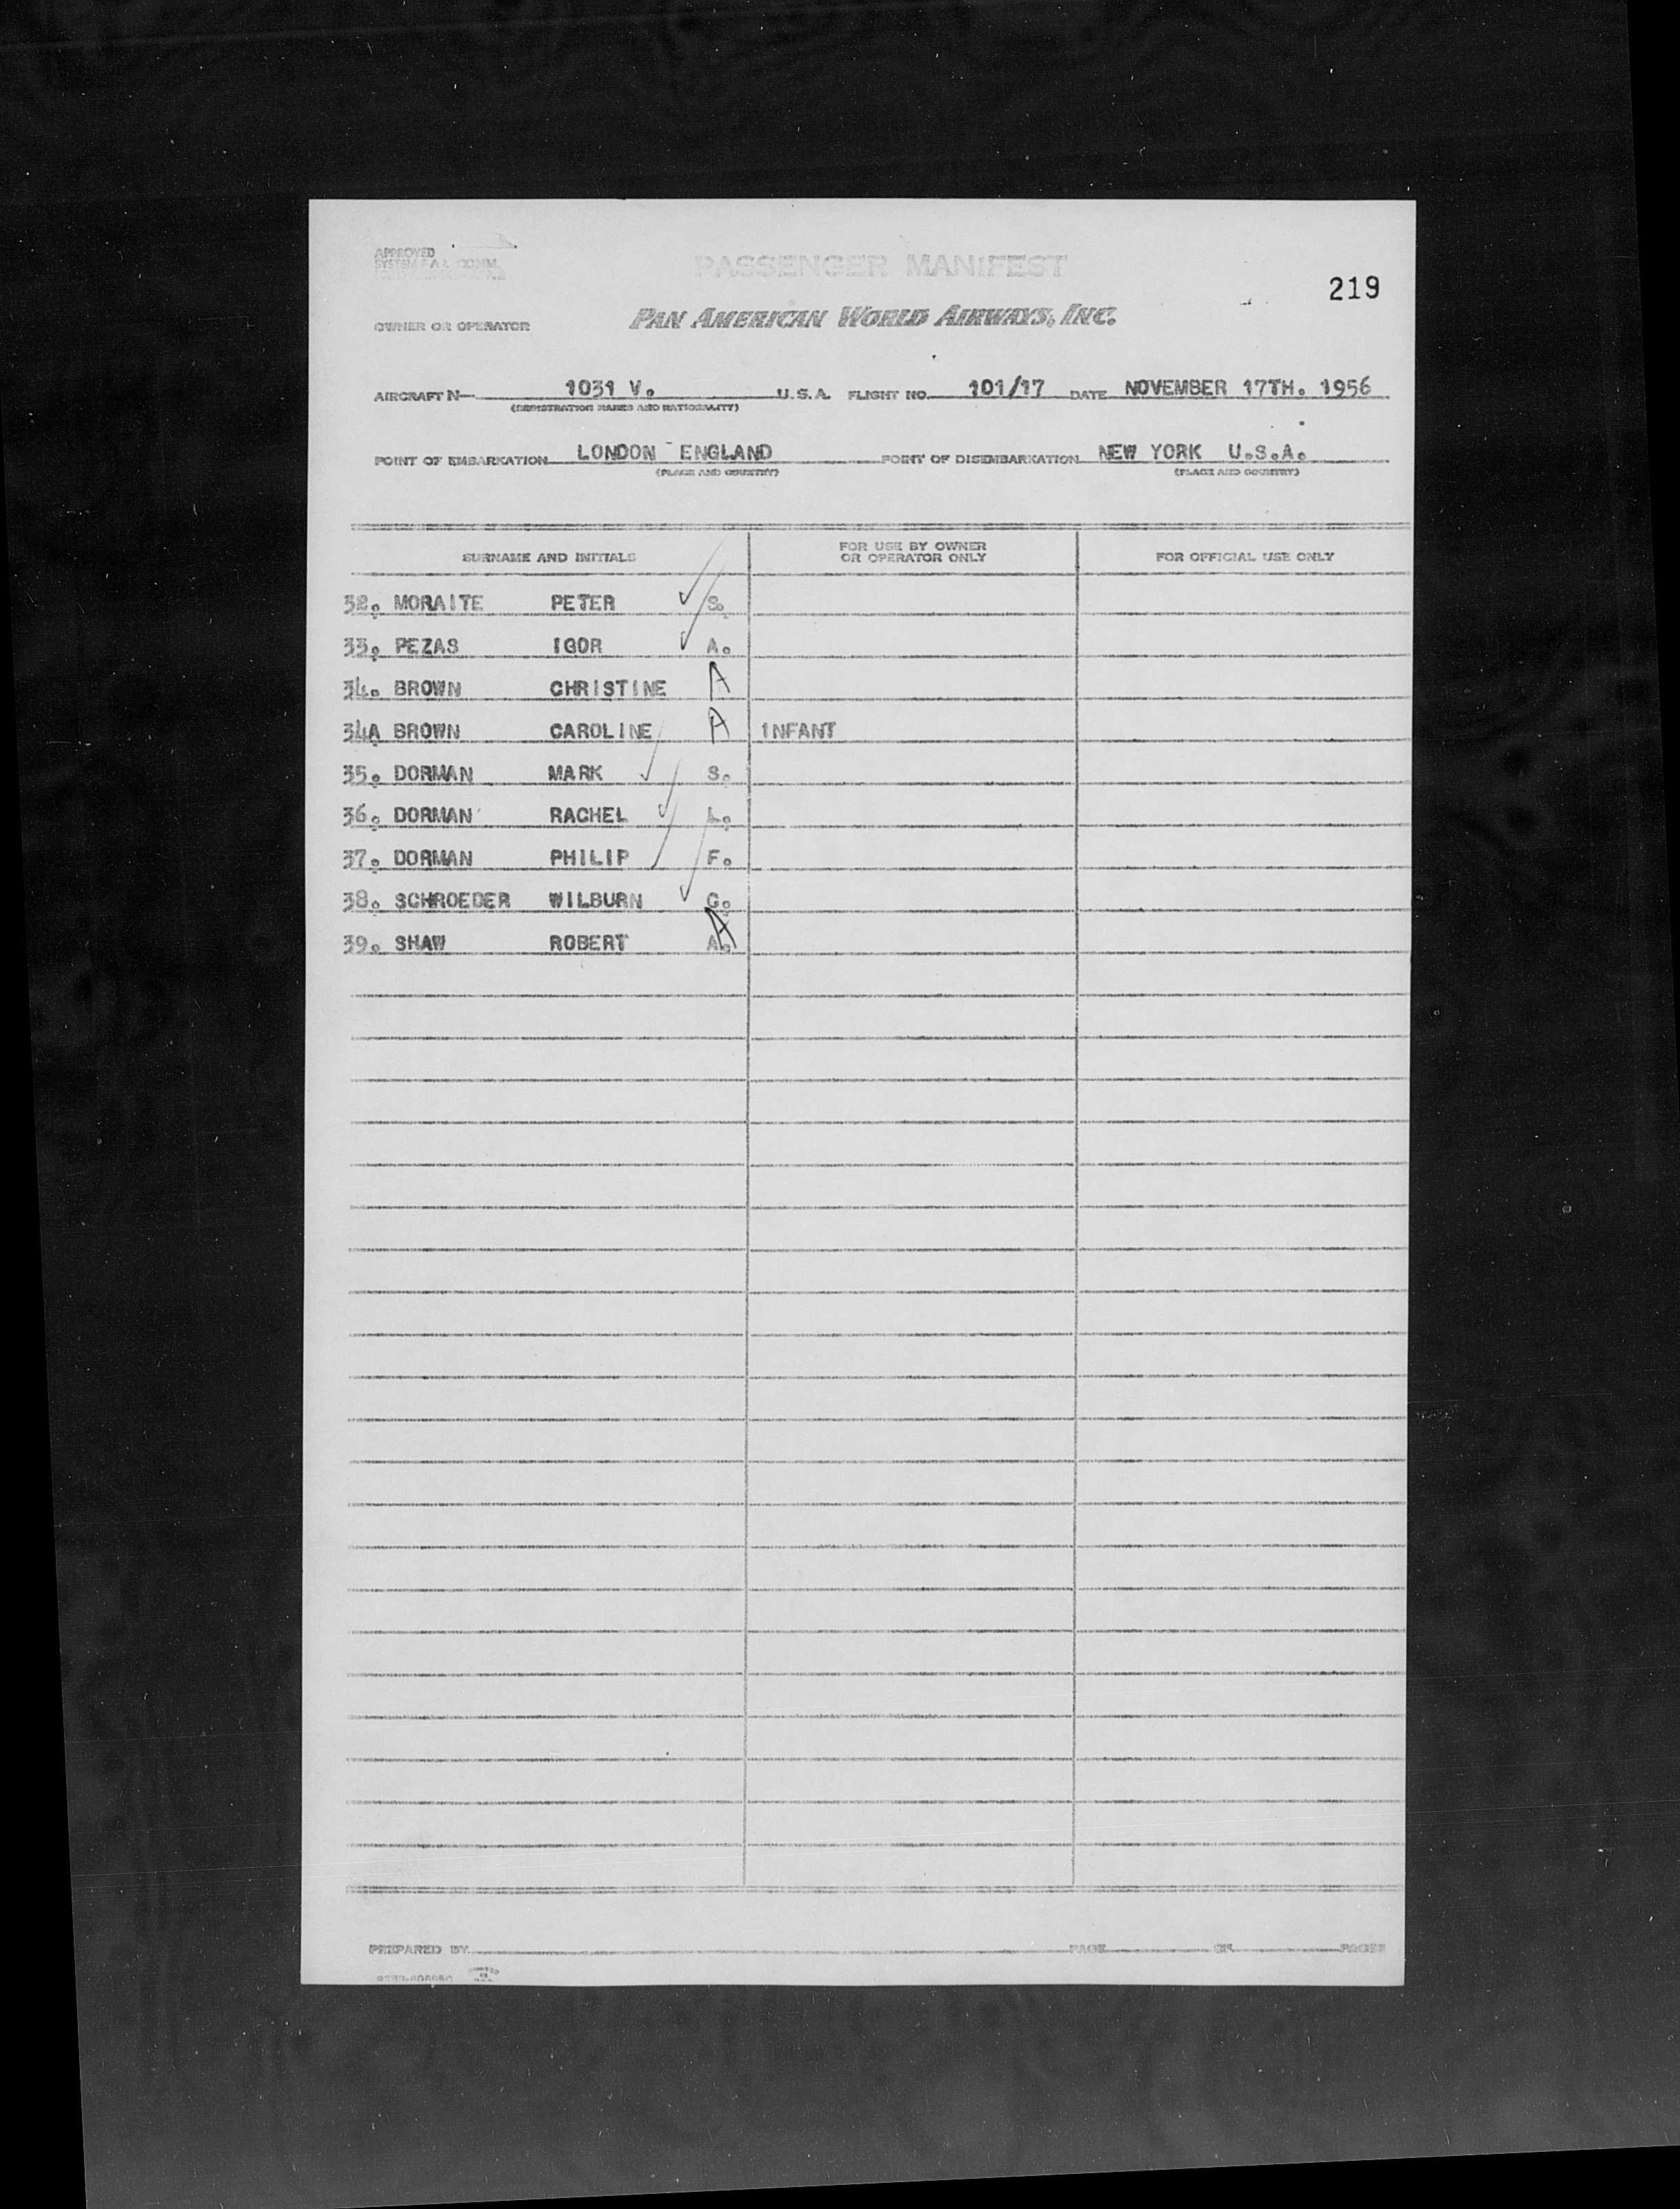 APPROVED
SYSTEM F.A.L. COMM.
PASSENGER MANIFEST
219
OWNER OR OPERATOR PAN AMERICAN WORLD AIRWAYS, INC.
AIRCRAFT N- 1031 V. U.S.A. FLIGHT NO. 101/17 DATE NOVEMBER 17TH. 1956
(REGISTRATION MARKS AND NATIONALITY)
POINT OF EMBARKATION LONDON - ENGLAND POINT OF DISEMBARKATION NEW YORK U.S.A.
(PLACE AND COUNTRY) (PLACE AND COUNTRY)
SURNAME AND INITIALS FOR USE BY OWNER OR OPERATOR ONLY FOR OFFICIAL USE ONLY
32. MORAITE PETER S.
33. PEZAS IGOR A.
34. BROWN CHRISTINE A
34A BROWN CAROLINE A INFANT
35. DORMAN MARK S.
36. DORMAN RACHEL L.
37. DORMAN PHILIP F.
38. SCHROEDER WILBURN G.
39. SHAW ROBERT A. A
PREPARED BY PAGE OF PAGES